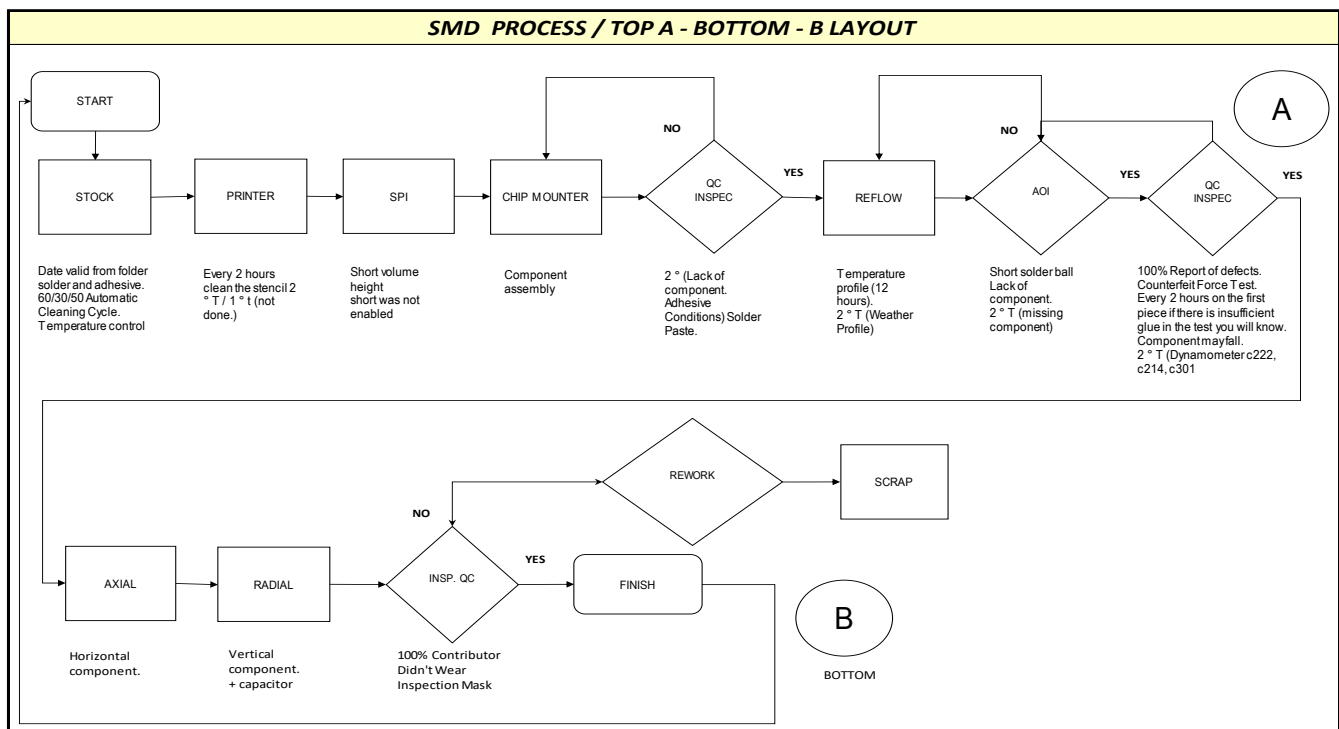 SMD PROCESS / TOP A - BOTTOM - B LAYOUT
START
A
NO
NO
YES
YES
YES
STOCK
PRINTER
SPI
CHIP MOUNTER
QC
INSPEC
REFLOW
AOI
QC
INSPEC
Date valid from folder
solder and adhesive.
60/30/50 Automatic
Cleaning Cycle.
Temperature control
Every 2 hours
clean the stencil 2
° T / 1 ° t (not
done.)
Short volume
height
short was not
enabled
Component
assembly
2 ° (Lack of
component.
Adhesive
Conditions) Solder
Paste.
Temperature
profile (12
hours).
2 ° T (Weather
Profile)
Short solder ball
Lack of
component.
2 ° T (missing
component)
100% Report of defects.
Counterfeit Force Test.
Every 2 hours on the first
piece if there is insufficient
glue in the test you will know.
Component may fall.
2 ° T (Dynamometer c222,
c214, c301
REWORK
SCRAP
NO
YES
AXIAL
RADIAL
INSP. QC
FINISH
B
Horizontal
component.
Vertical
component.
+ capacitor
100% Contributor
Didn't Wear
Inspection Mask
BOTTOM